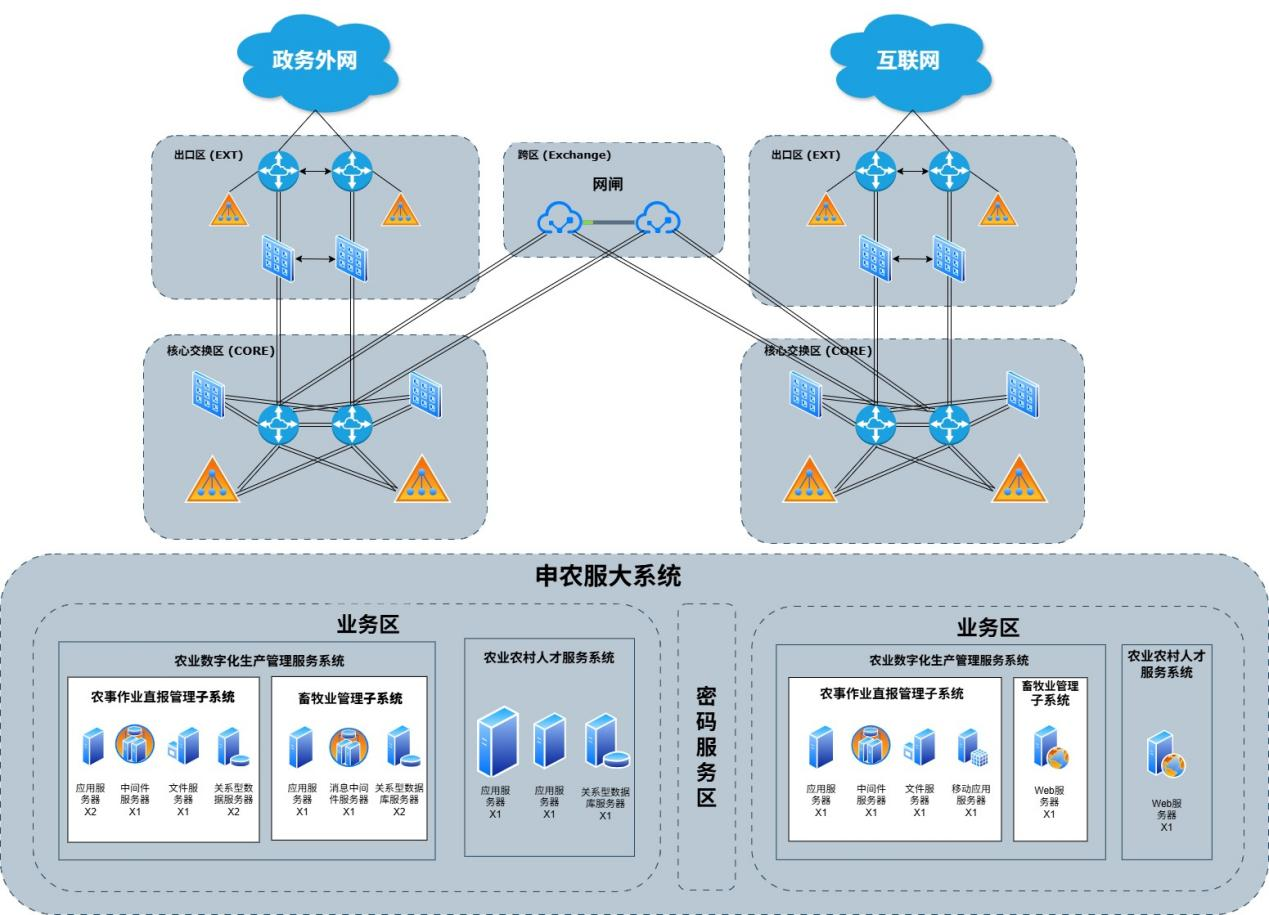 政务外网
互联网
出口区 (EXT)
跨区 (Exchange)
网闸
出口区 (EXT)
核心交换区 (CORE)
核心交换区 (CORE)
申农服大系统
业务区
农业数字化生产管理服务系统
农事作业直报管理子系统
应用服
务器
X2
中间件
服务器
X1
文件服
务器
X1
关系型数
据服务器
X2
畜牧业管理子系统
应用服
务器
X1
消息中间
件服务器
X1
关系型数据
库服务器
X2
农业农村人才服务系统
应用服
务器
X1
应用服
务器
X1
关系型数据
库服务器
X1
密
码
服
务
区
业务区
农业数字化生产管理服务系统
农事作业直报管理子系统
应用服
务器
X1
中间件
服务器
X1
文件服
务器
X1
移动应用
服务器
X1
畜牧业管理
子系统
Web服
务器
X1
农业农村人才
服务系统
Web服
务器
X1